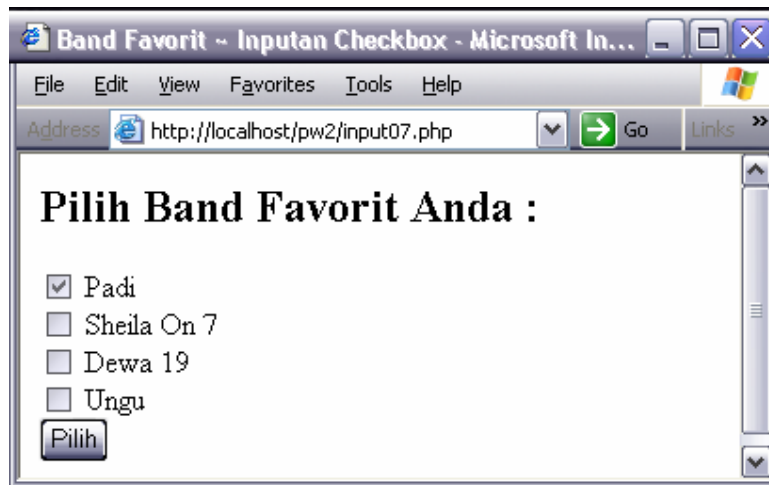 Band Favorit ~ Inputan Checkbox - Microsoft In...
File Edit View Favorites Tools Help
Address http://localhost/pw2/input07.php Go Links »
Pilih Band Favorit Anda :
Padi
Sheila On 7
Dewa 19
Ungu
Pilih